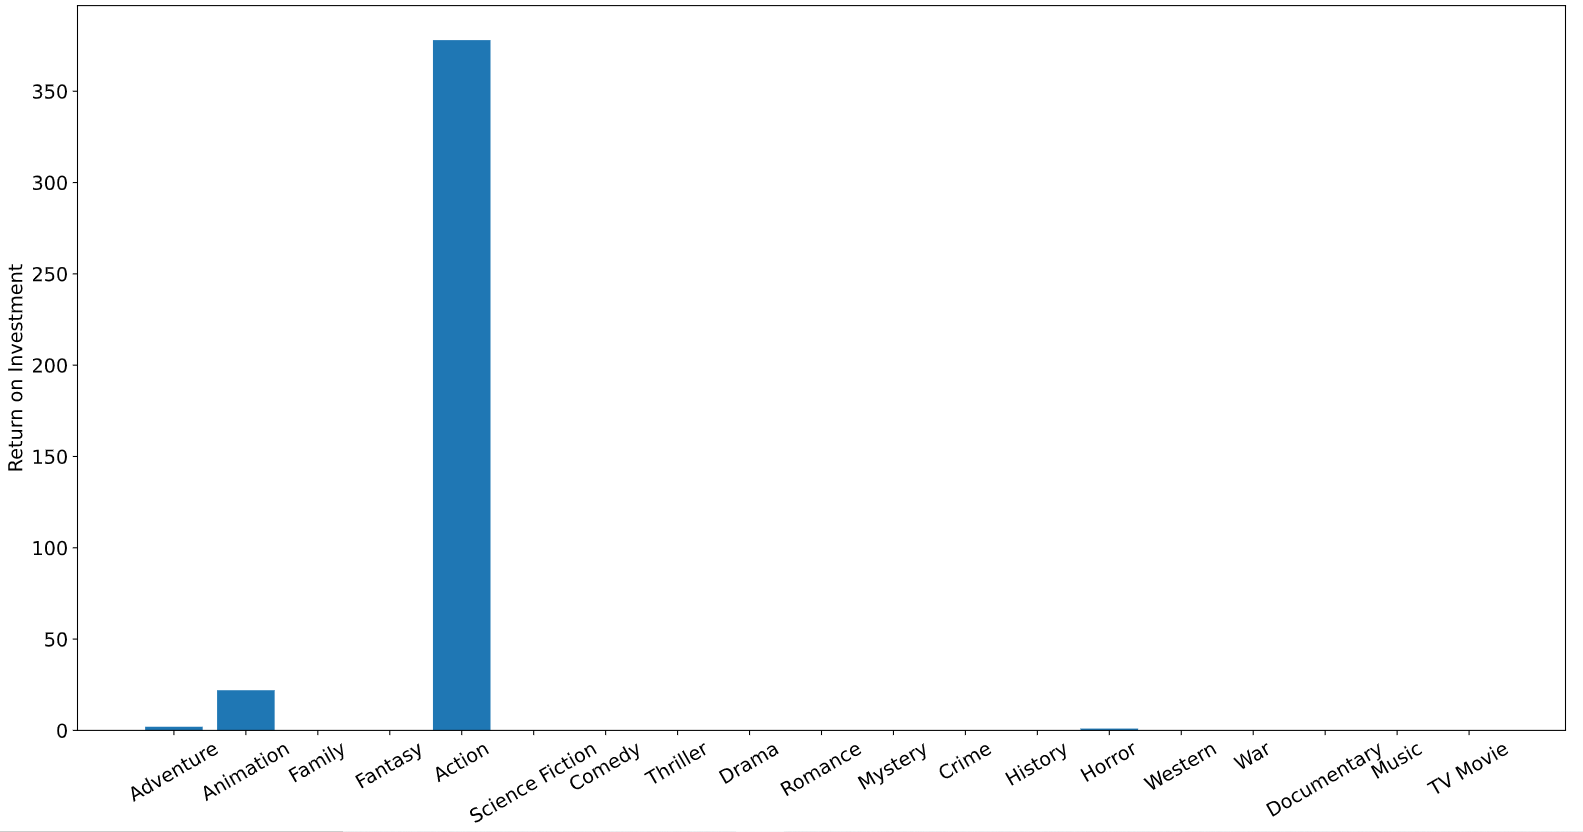 Return on Investment
350
300
250
200
150
100
50
0
Adventure
Animation
Family
Fantasy
Action
Science Fiction
Comedy
Thriller
Drama
Romance
Mystery
Crime
History
Horror
Western
War
Documentary
Music
TV Movie